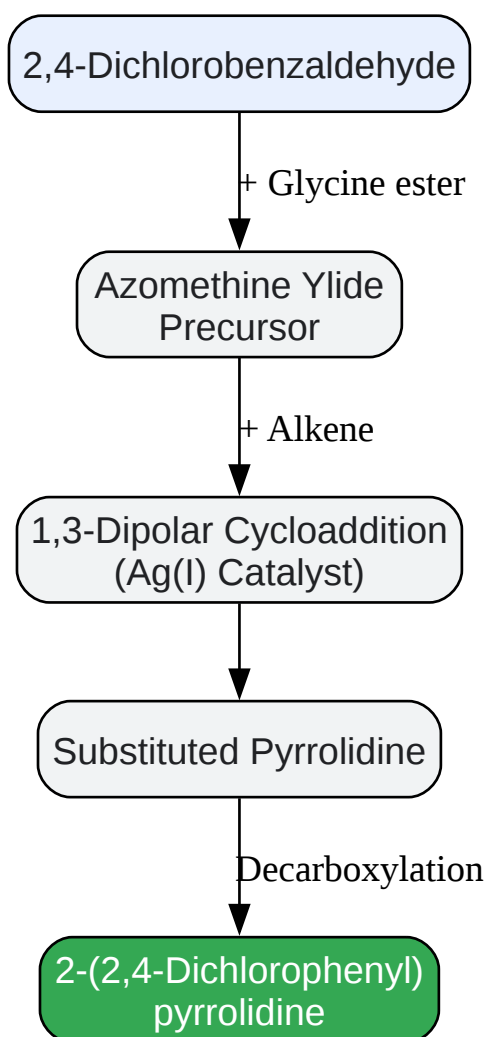 2,4-Dichlorobenzaldehyde
+ Glycine ester
Azomethine Ylide
Precursor
+ Alkene
1,3-Dipolar Cycloaddition
(Ag(I) Catalyst)
Substituted Pyrrolidine
Decarboxylation
2-(2,4-Dichlorophenyl)
pyrrolidine